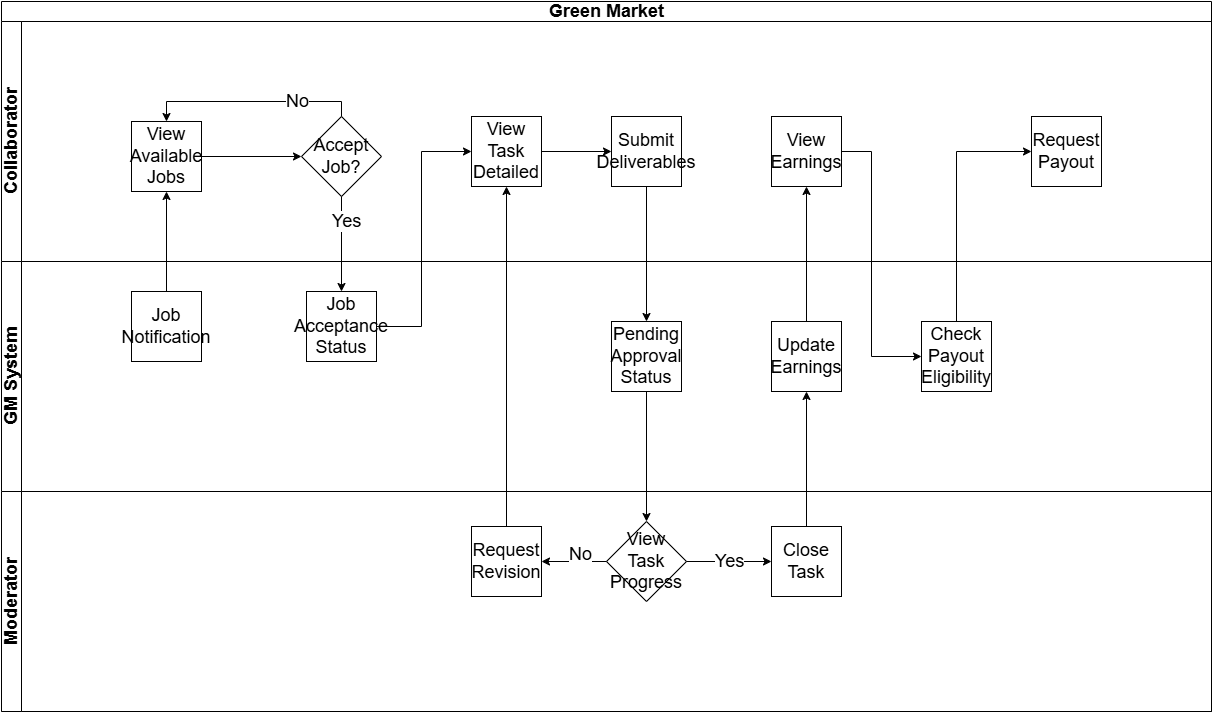 Green Market
Collaborator
No
View
Available
Jobs
Accept
Job?
Yes
View
Task
Detailed
Submit
Deliverables
View
Earnings
Request
Payout
GM System
Job
Notification
Job
Acceptance
Status
Pending
Approval
Status
Update
Earnings
Check
Payout
Eligibility
Moderator
Request
Revision
No
View
Task
Progress
Yes
Close
Task